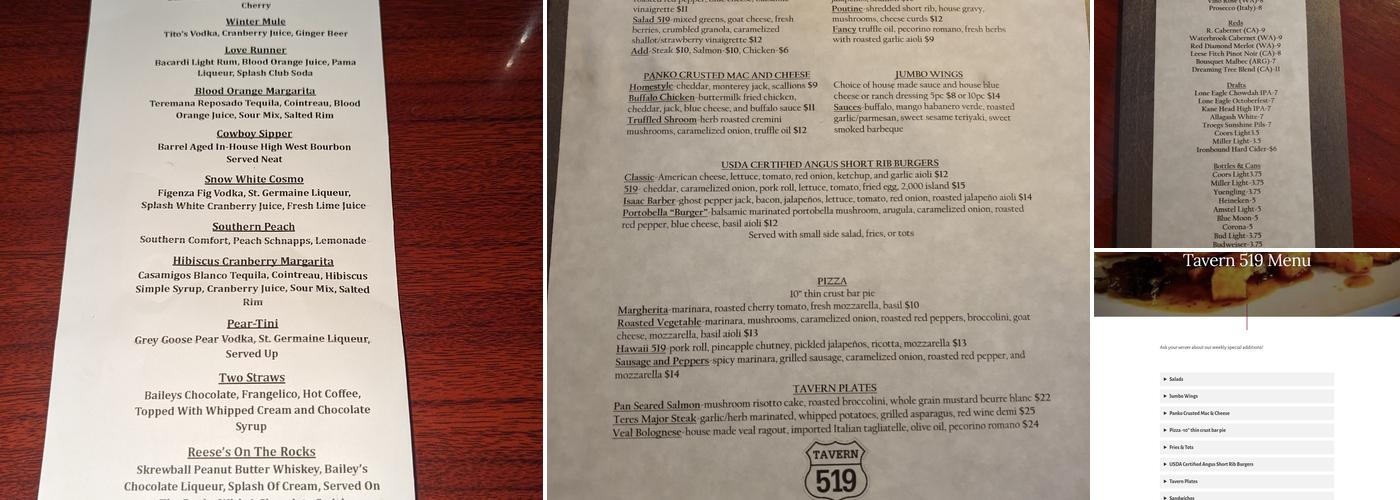 Cherry
Winter Mule
Tito's Vodka, Cranberry Juice, Ginger Beer
Love Runner
Bacardi Light Rum, Blood Orange Juice, Pama
Liqueur, Splash Club Soda
Blood Orange Margarita
Teremana Reposado Tequila, Cointreau, Blood
Orange Juice, Sour Mix, Salted Rim
Cowboy Sipper
Barrel Aged In-House High West Bourbon
Served Neat
Snow White Cosmo
Figenza Fig Vodka, St. Germaine Liqueur,
Splash White Cranberry Juice, Fresh Lime Juice
Southern Peach
Southern Comfort, Peach Schnapps, Lemonade
Hibiscus Cranberry Margarita
Casamigos Blanco Tequila, Cointreau, Hibiscus
Simple Syrup, Cranberry Juice, Sour Mix, Salted
Rim
Pear-Tini
Grey Goose Pear Vodka, St. Germaine Liqueur,
Served Up
Two Straws
Baileys Chocolate, Frangelico, Hot Coffee,
Topped With Whipped Cream and Chocolate
Syrup
Reese's On The Rocks
Skrewball Peanut Butter Whiskey, Bailey's
Chocolate Liqueur, Splash Of Cream, Served On
vinaigrette $11
Salad 519-mixed greens, goat cheese, fresh
berries, crumbled granola, caramelized
shallot/strawberry vinaigrette $12
Add-Steak $10, Salmon-$10, Chicken-$6
Poutine-shredded short rib, house gravy,
mushrooms, cheese curds $12
Fancy truffle oil, pecorino romano, fresh herbs
with roasted garlic aioli $9
PANKO CRUSTED MAC AND CHEESE
Homestyle-cheddar, monterey jack, scallions $9
Buffalo Chicken-buttermilk fried chicken,
cheddar, jack, blue cheese, and buffalo sauce $11
Truffled Shroom-herb roasted cremini
mushrooms, caramelized onion, truffle oil $12
JUMBO WINGS
Choice of house made sauce and house blue
cheese or ranch dressing 5pc $8 or 10pc $14
Sauces-buffalo, mango habanero verde, roasted
garlic/parmesan, sweet sesame teriyaki, sweet
smoked barbeque
USDA CERTIFIED ANGUS SHORT RIB BURGERS
Classic-American cheese, lettuce, tomato, red onion, ketchup, and garlic aioli $12
519- cheddar, caramelized onion, pork roll, lettuce, tomato, fried egg, 2,000 island $15
Isaac Barber-ghost pepper jack, bacon, jalapeños, lettuce, tomato, red onion, roasted jalapeño aioli $14
Portobella "Burger"-balsamic marinated portobella mushroom, arugula, caramelized onion, roasted
red pepper, blue cheese, basil aioli $12
Served with small side salad, fries, or tots
PIZZA
10" thin crust bar pie
Margherita-marinara, roasted cherry tomato, fresh mozzarella, basil $10
Roasted Vegetable-marinara, mushrooms, caramelized onion, roasted red peppers, broccolini, goat
cheese, mozzarella, basil aioli $13
Hawaii 519-pork roll, pineapple chutney, pickled jalapeños, ricotta, mozzarella $13
Sausage and Peppers-spicy marinara, grilled sausage, caramelized onion, roasted red pepper, and
mozzarella $14
TAVERN PLATES
Pan Seared Salmon-mushroom risotto cake, roasted broccolini, whole grain mustard beurre blanc $22
Teres Major Steak-garlic/herb marinated, whipped potatoes, grilled asparagus, red wine demi $25
Veal Bolognese-house made veal ragout, imported Italian tagliatelle, olive oil, pecorino romano $24
TAVERN
519
Prosecco (Italy)-8
Reds
R. Cabernet (CA)-9
Waterbrook Cabernet (WA)-9
Red Diamond Merlot (WA)-9
Leese Fitch Pinot Noir (CA)-8
Bousquet Malbec (ARG)-7
Dreaming Tree Blend (CA)-11
Drafts
Lone Eagle Chowdah IPA-7
Lone Eagle Octoberfest-7
Kane Head High IPA-7
Allagash White-7
Troegs Sunshine Pils-7
Coors Light3.5
Miller Light-3.5
Ironbound Hard Cider-$6
Bottles & Cans
Coors Light3.75
Miller Light-3.75
Yuengling-3.75
Heineken-5
Amstel Light-5
Blue Moon-5
Corona-5
Bud Light-3.75
Budweiser-3.75
Tavern 519 Menu
Ask your server about our weekly special additions!
Salads
Jumbo Wings
Panko Crusted Mac & Cheese
Pizza -10" thin crust bar pie
Fries & Tots
USDA Certified Angus Short Rib Burgers
Tavern Plates
Sandwiches